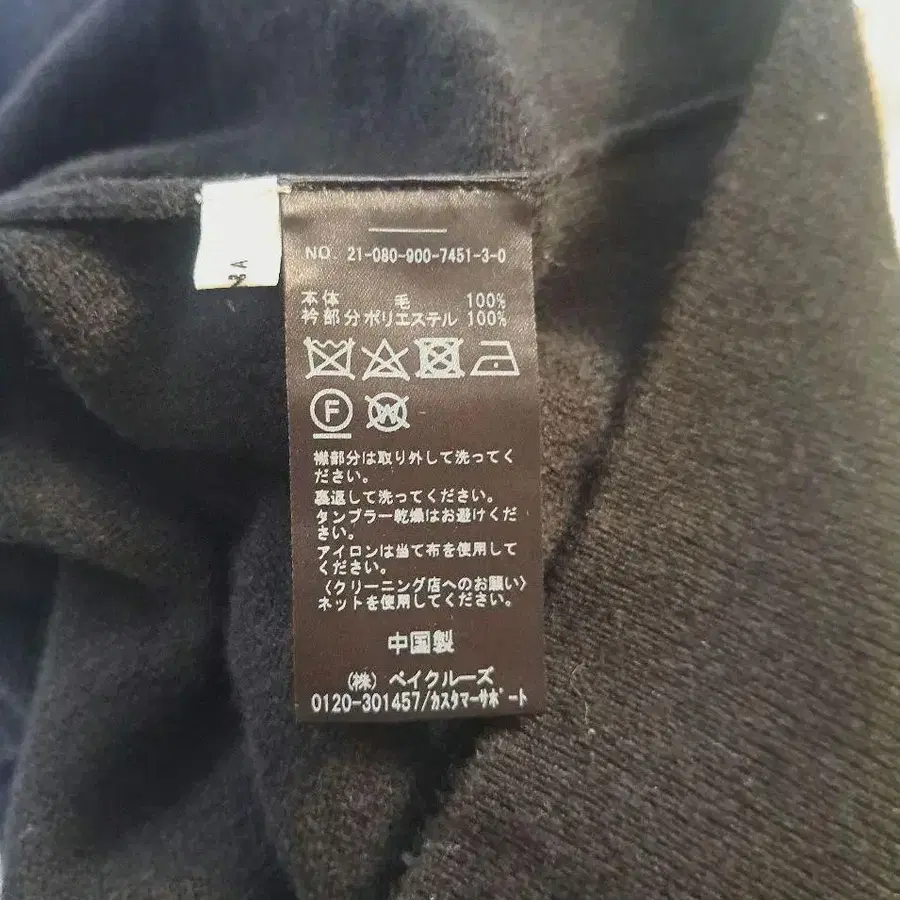 NO. 21-080-900-7451-3-0
本体 毛 100%
衿部分ポリエステル 100%
F
W
襟部分は取り外して洗ってく
ださい。
裏返して洗ってください。
タンブラー乾燥はお避けくだ
さい。
アイロンは当て布を使用して
ください。
〈クリーニング店へのお願い〉
ネットを使用してください。
中国製
(株) ベイクルーズ
0120-301457/カスタマーサポート